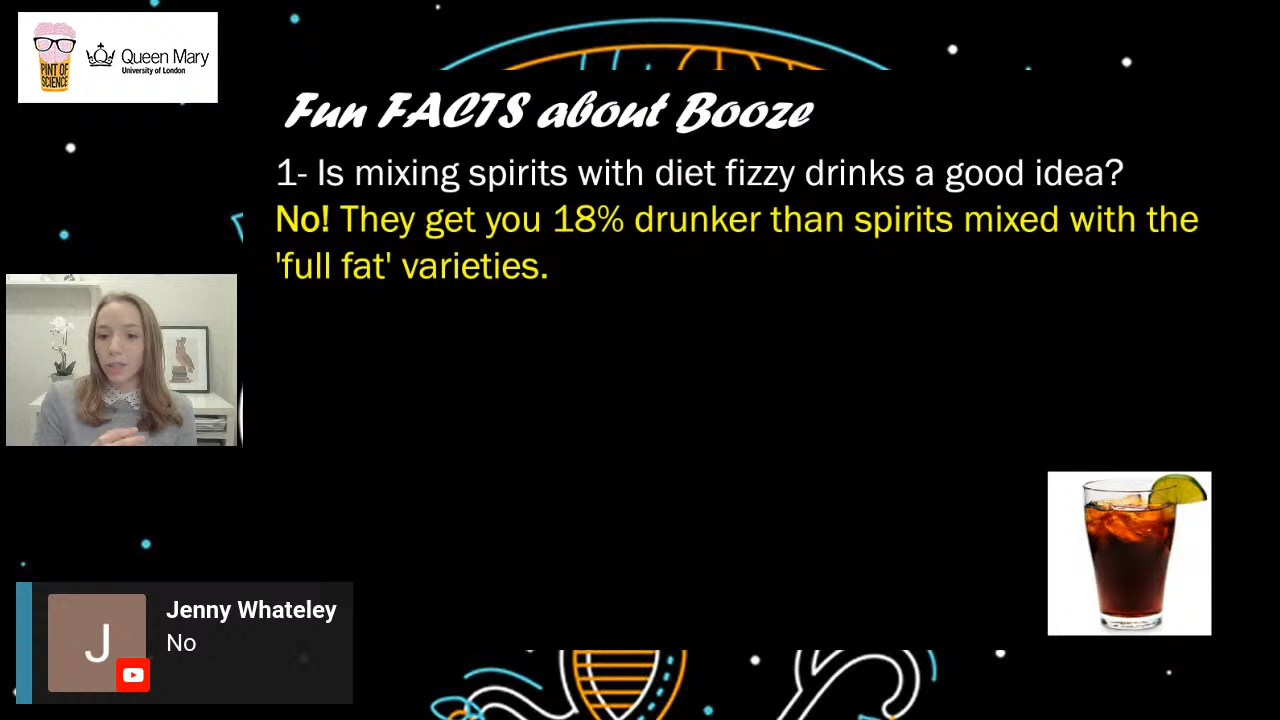 PINT OF
SCIENCE
Queen Mary
University of London
Fun FACTS about Booze
1- Is mixing spirits with diet fizzy drinks a good idea?
No! They get you 18% drunker than spirits mixed with the
'full fat' varieties.
J
Jenny Whateley
No